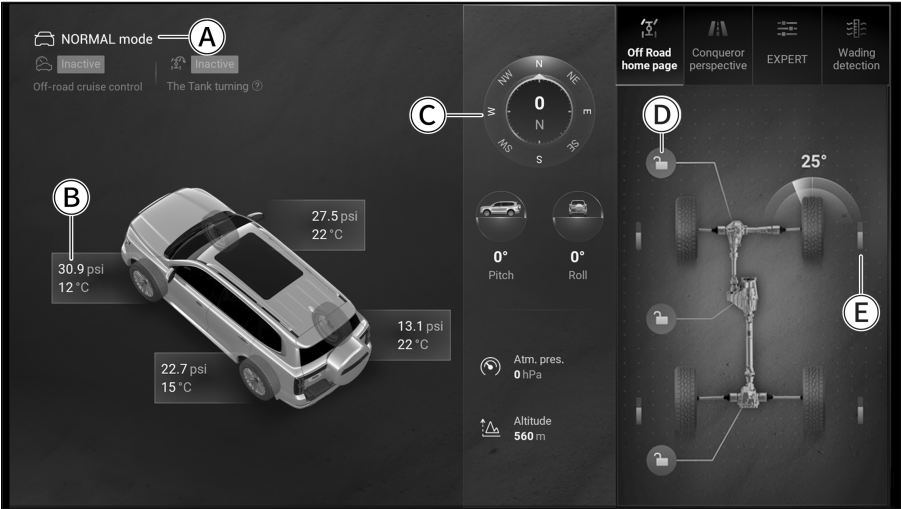 NORMAL mode
A
Inactive
Inactive
Off-road cruise control
The Tank turning ?
B
27.5 psi
22 °C
30.9 psi
12 °C
13.1 psi
22 °C
22.7 psi
15 °C
C
N
NE
E
SE
S
SW
W
NW
0
N
0°
Pitch
0°
Roll
Atm. pres.
0 hPa
Altitude
560 m
Off Road
home page
Conqueror
perspective
EXPERT
Wading
detection
D
25°
E